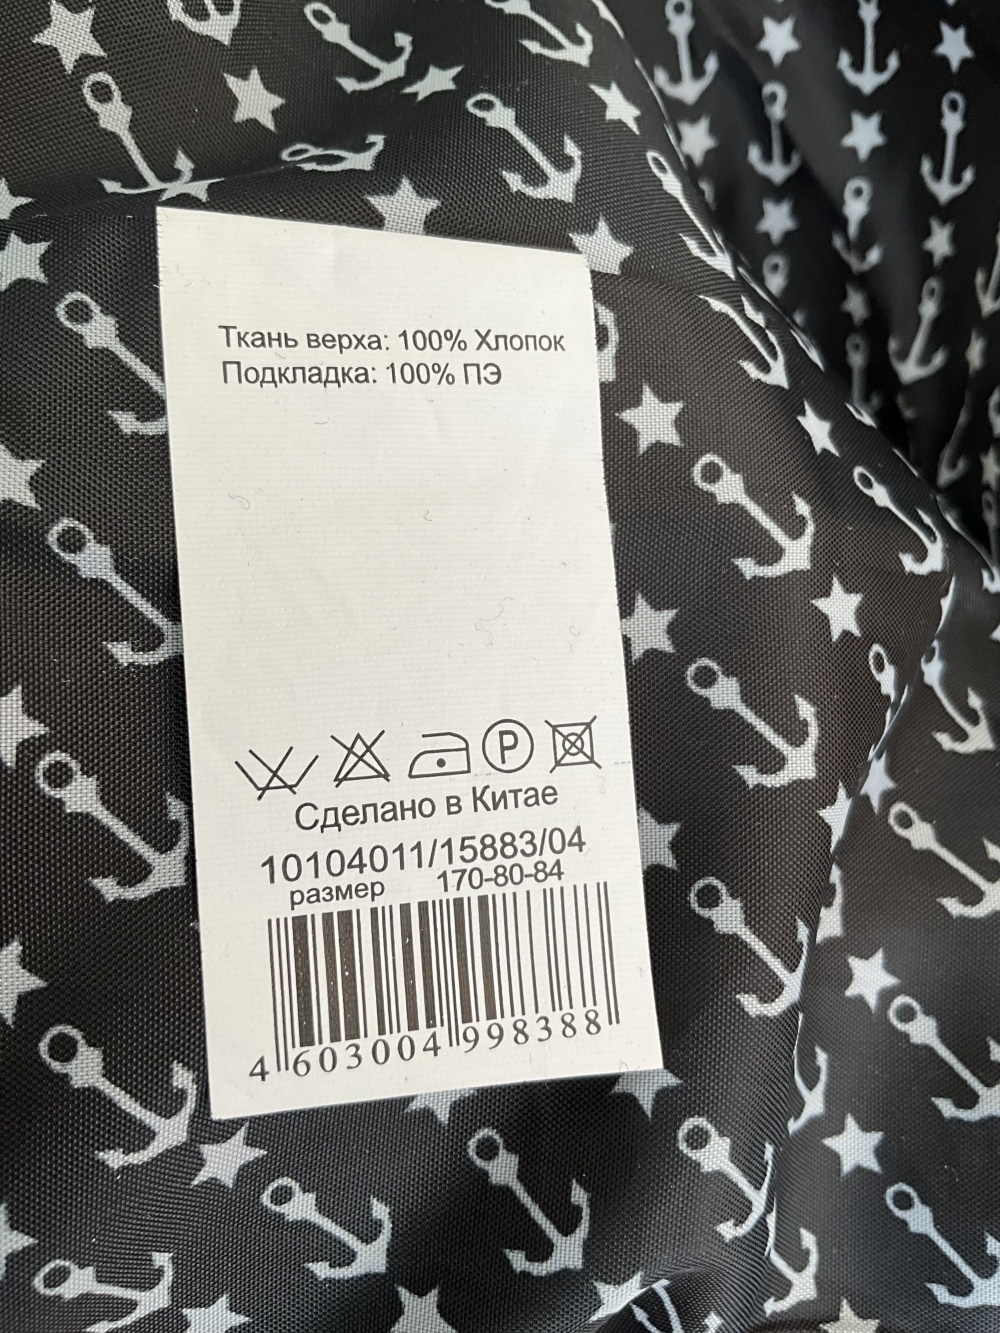 Ткань верха: 100% Хлопок
Подкладка: 100% ПЭ
P
Сделано в Китае
10104011/15883/04
размер 170-80-84
4 603004 998388